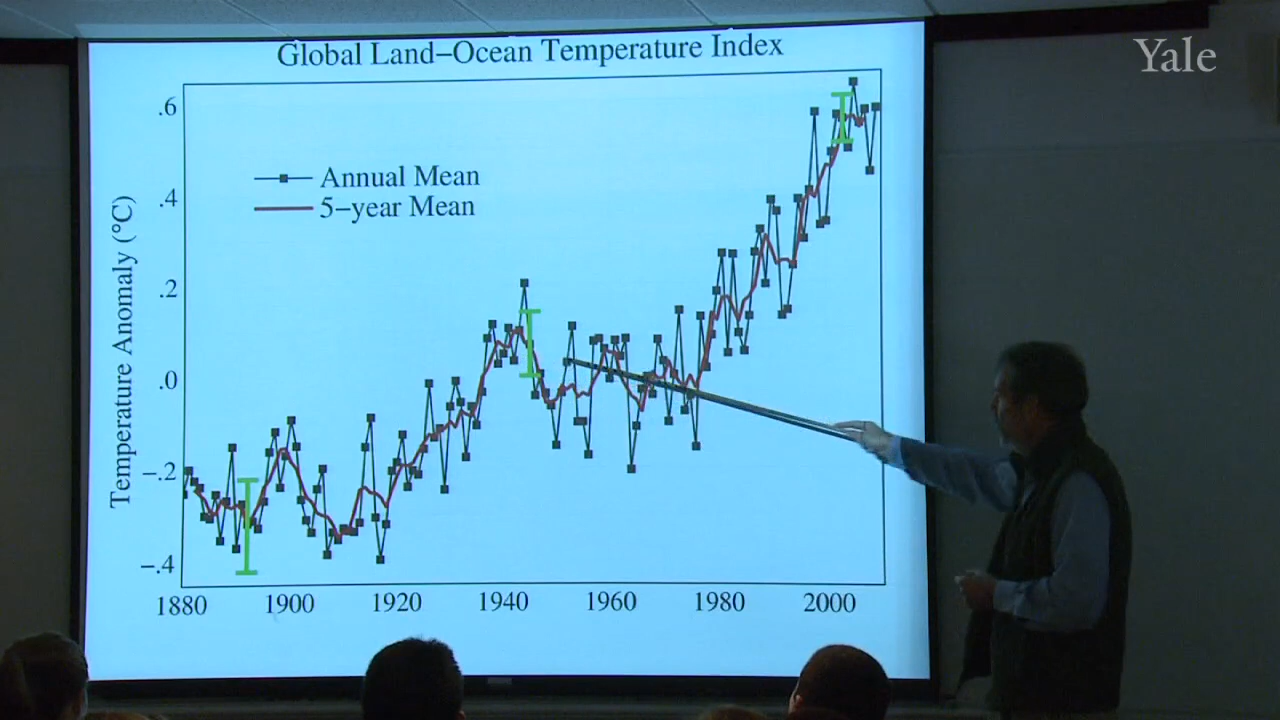 Yale
Global Land–Ocean Temperature Index
Annual Mean
5–year Mean
Temperature Anomaly (°C)
.6
.4
.2
.0
–.2
–.4
1880 1900 1920 1940 1960 1980 2000